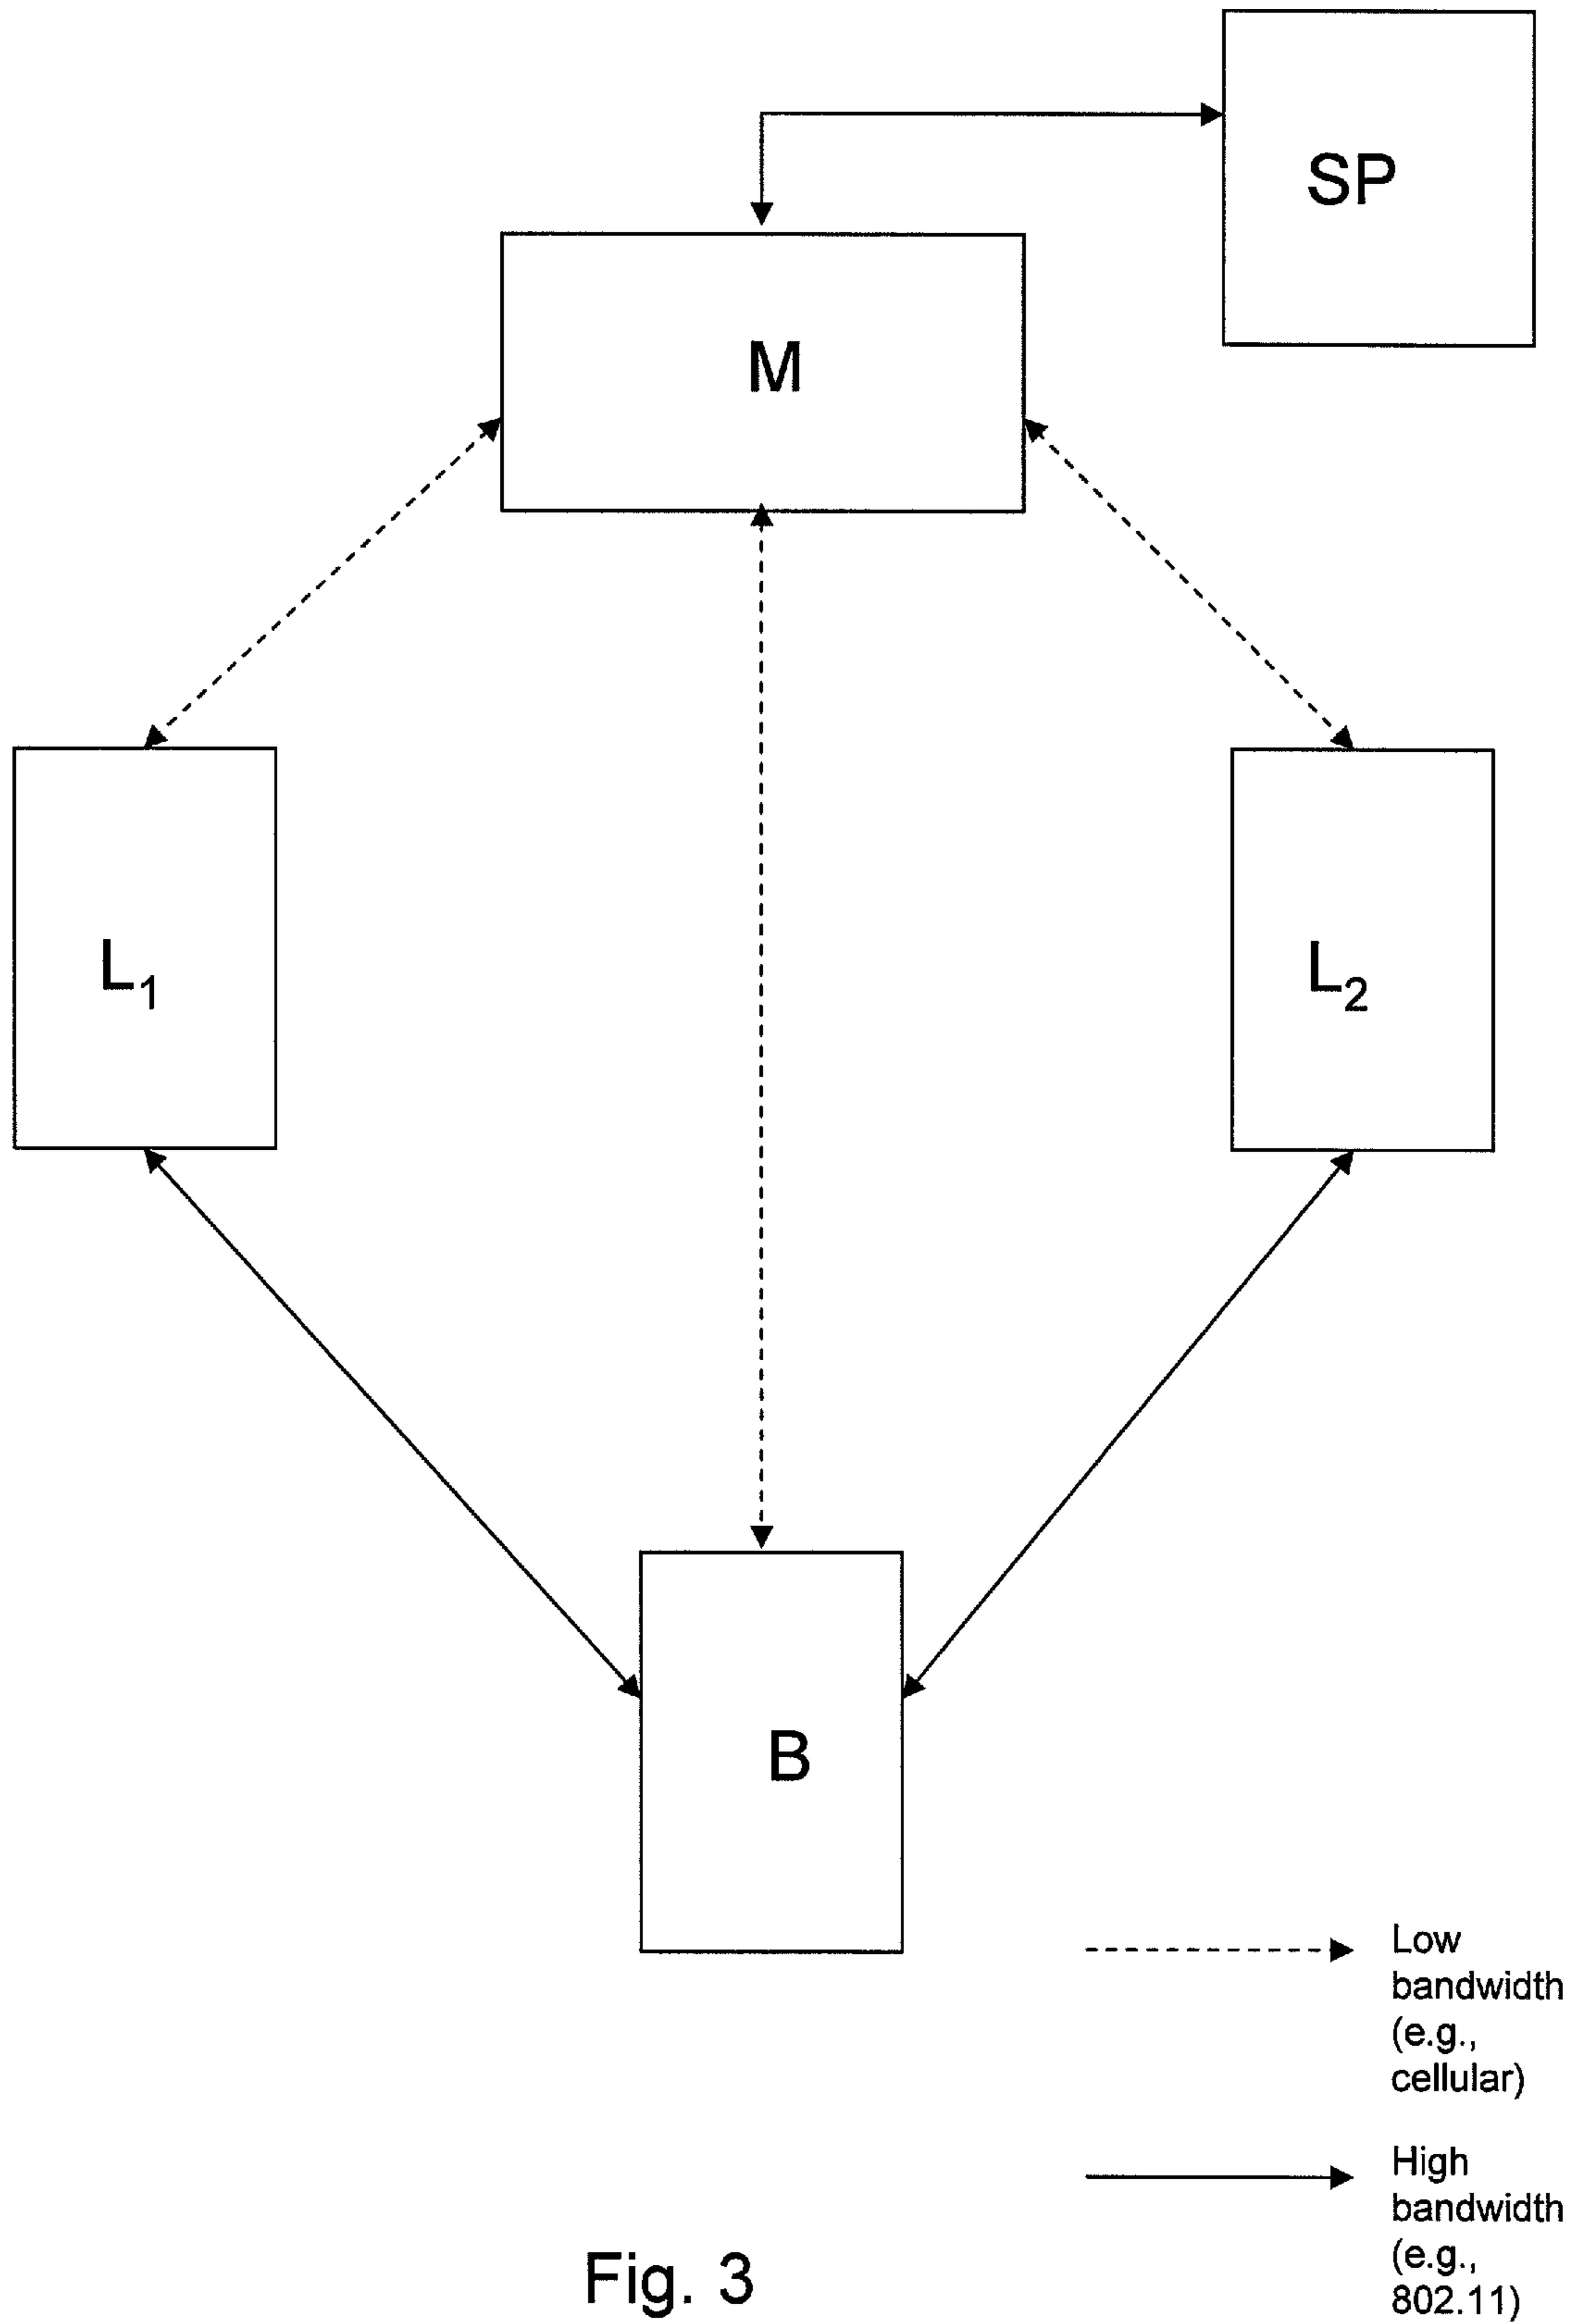 SP
M
L1
L2
B
Low
bandwidth
(e.g.,
cellular)
High
bandwidth
(e.g.,
802.11)
Fig. 3